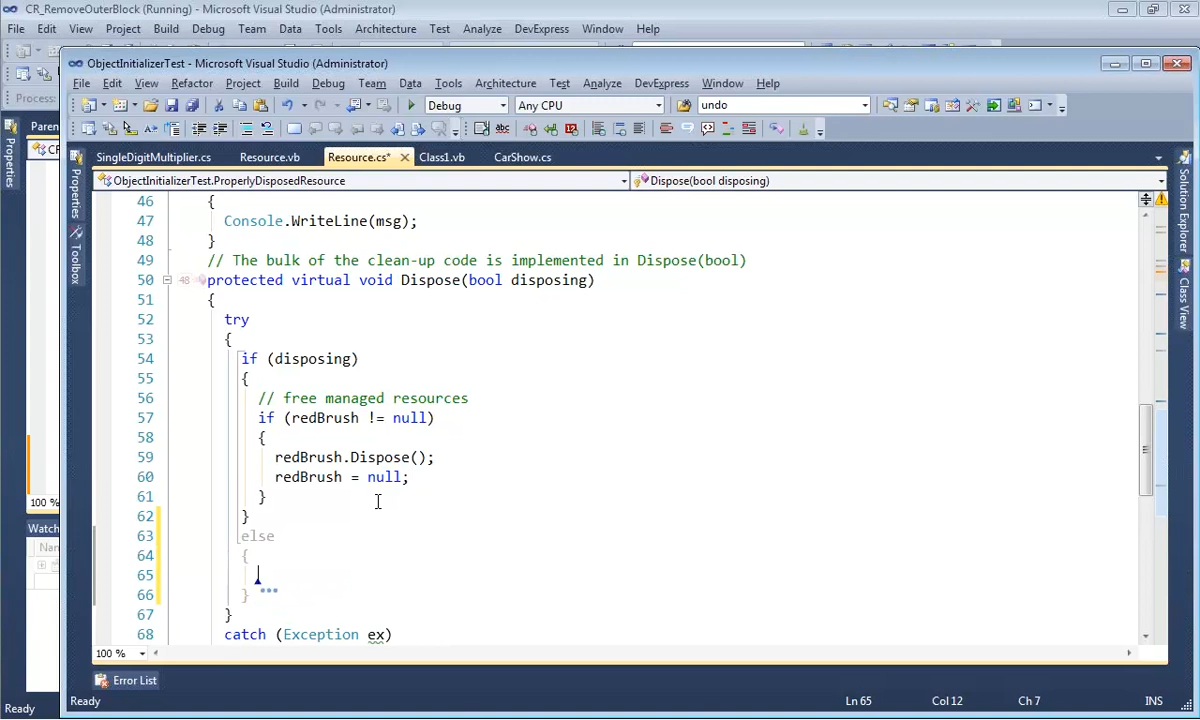 CR_RemoveOuterBlock (Running) - Microsoft Visual Studio (Administrator)
File Edit View Project Build Debug Team Data Tools Architecture Test Analyze DevExpress Window Help
ObjectInitializerTest - Microsoft Visual Studio (Administrator)
File Edit View Refactor Project Build Debug Team Data Tools Architecture Test Analyze DevExpress Window Help
Process:
Debug Any CPU undo
Properties
Paren
SingleDigitMultiplier.cs Resource.vb Resource.cs* Class1.vb CarShow.cs
ObjectInitializerTest.ProperlyDisposedResource Dispose(bool disposing)
Properties
Toolbox
Solution Explorer
Class View
46 {
47 Console.WriteLine(msg);
48 }
49 // The bulk of the clean-up code is implemented in Dispose(bool)
50 48 protected virtual void Dispose(bool disposing)
51 {
52 try
53 {
54 if (disposing)
55 {
56 // free managed resources
57 if (redBrush != null)
58 {
59 redBrush.Dispose();
60 redBrush = null;
61 }
62 }
63 else
64 {
65
66 }
67 }
68 catch (Exception ex)
100 %
Watch
Nan
100 %
Error List
Ready Ln 65 Col 12 Ch 7 INS
Ready